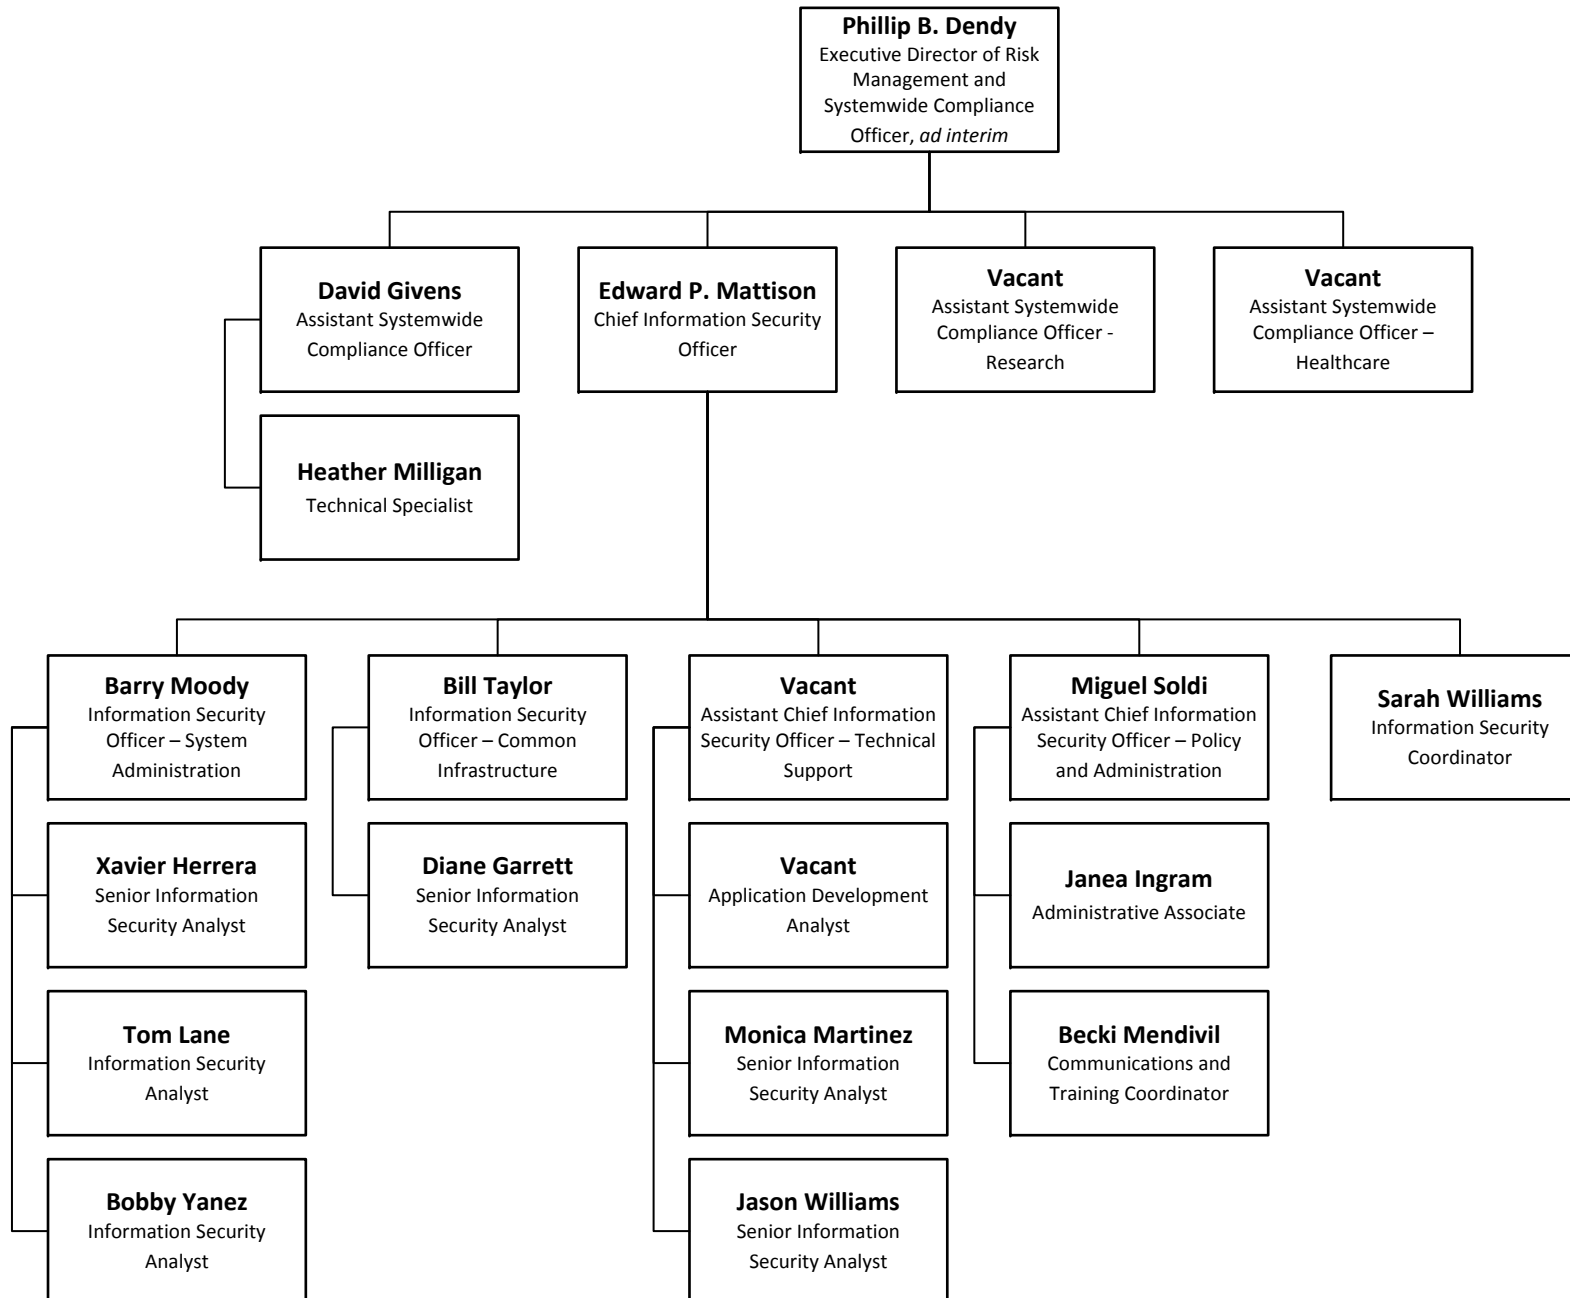 Phillip B. Dendy
Executive Director of Risk
Management and
Systemwide Compliance
Officer, ad interim
David Givens
Assistant Systemwide
Compliance Officer
Edward P. Mattison
Chief Information Security
Officer
Vacant
Assistant Systemwide
Compliance Officer -
Research
Vacant
Assistant Systemwide
Compliance Officer –
Healthcare
Heather Milligan
Technical Specialist
Barry Moody
Information Security
Officer – System
Administration
Bill Taylor
Information Security
Officer – Common
Infrastructure
Vacant
Assistant Chief Information
Security Officer – Technical
Support
Miguel Soldi
Assistant Chief Information
Security Officer – Policy
and Administration
Sarah Williams
Information Security
Coordinator
Xavier Herrera
Senior Information
Security Analyst
Diane Garrett
Senior Information
Security Analyst
Vacant
Application Development
Analyst
Janea Ingram
Administrative Associate
Tom Lane
Information Security
Analyst
Monica Martinez
Senior Information
Security Analyst
Becki Mendivil
Communications and
Training Coordinator
Bobby Yanez
Information Security
Analyst
Jason Williams
Senior Information
Security Analyst